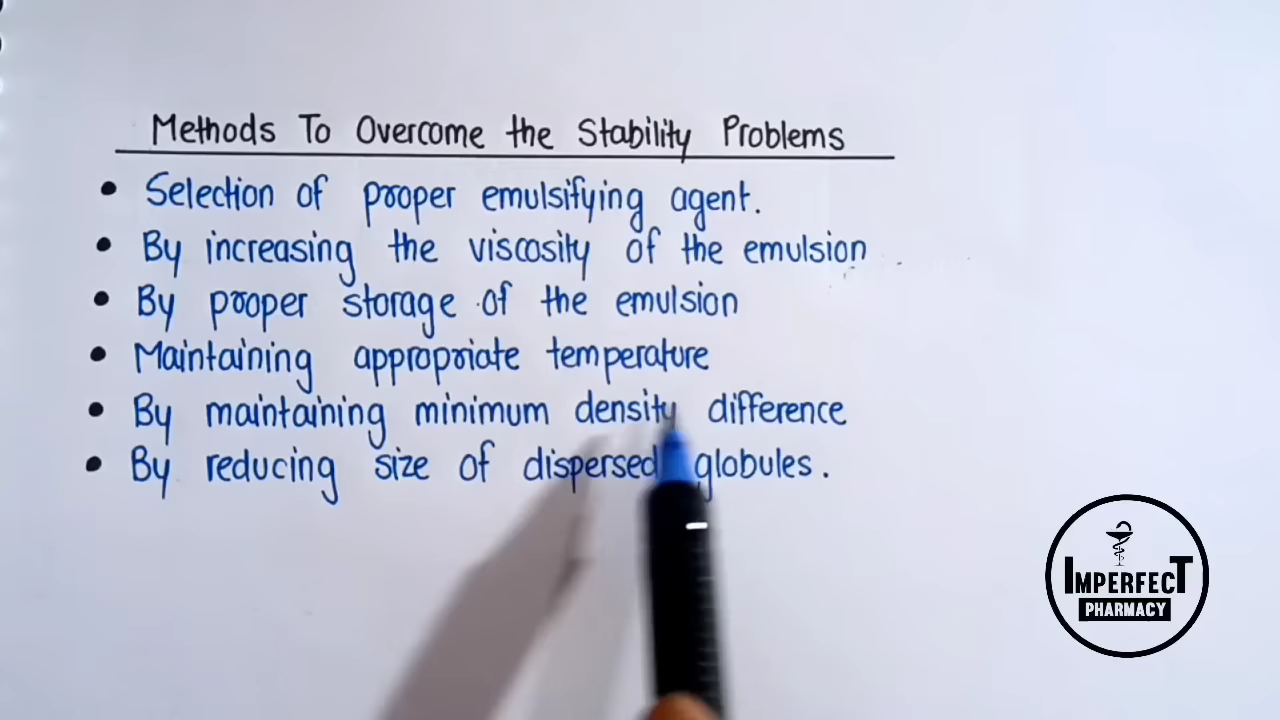 Methods To Overcome the Stability Problems
• Selection of proper emulsifying agent.
• By increasing the viscosity of the emulsion
• By proper storage of the emulsion
• Maintaining appropriate temperature
• By maintaining minimum density difference
• By reducing size of dispersed globules.
IMPERFECT
PHARMACY